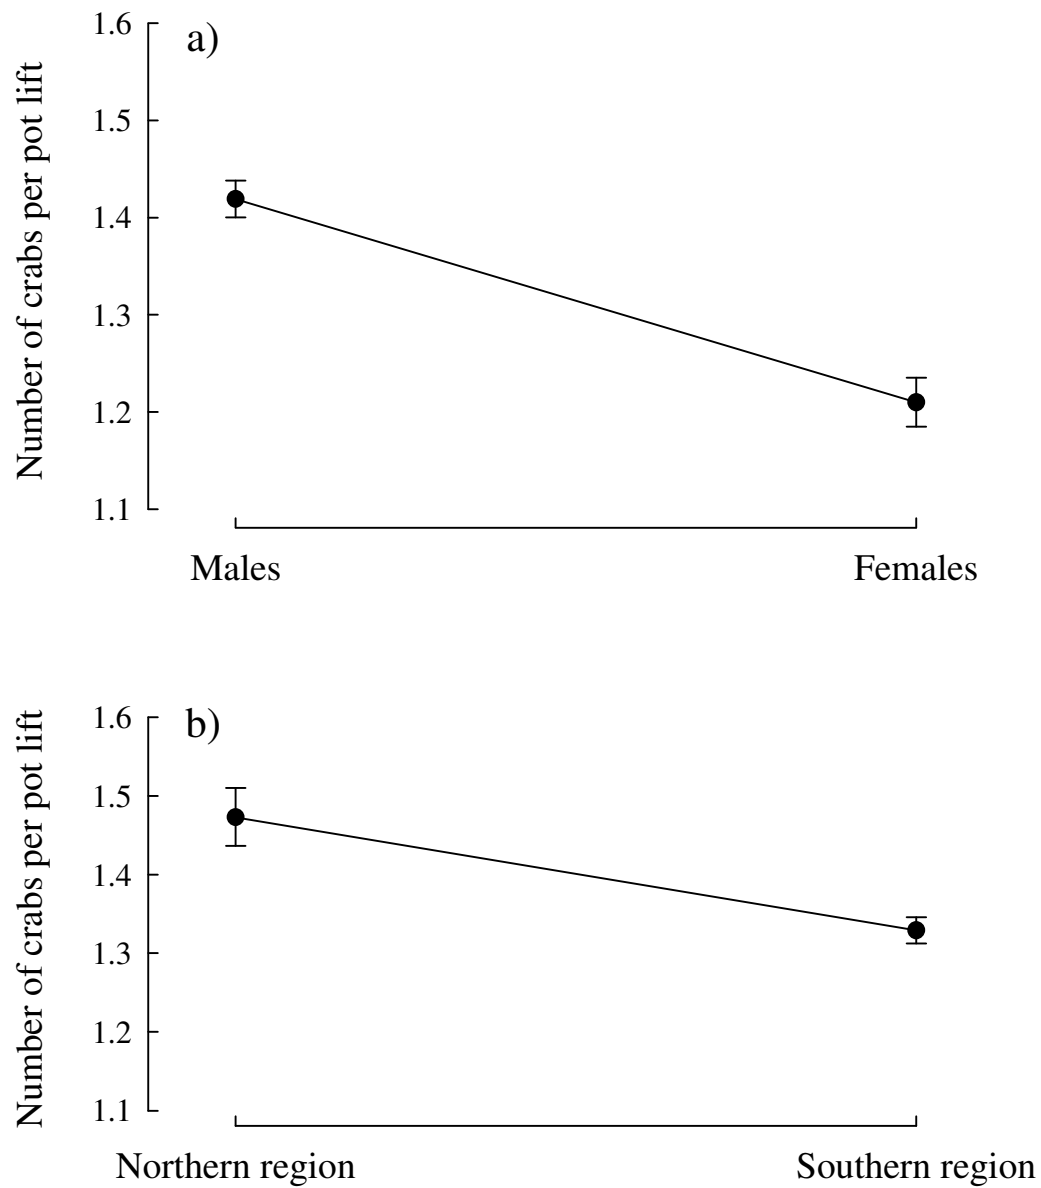 a)
Number of crabs per pot lift
1.6
1.5
1.4
1.3
1.2
1.1
Males Females
b)
Number of crabs per pot lift
1.6
1.5
1.4
1.3
1.2
1.1
Northern region Southern region